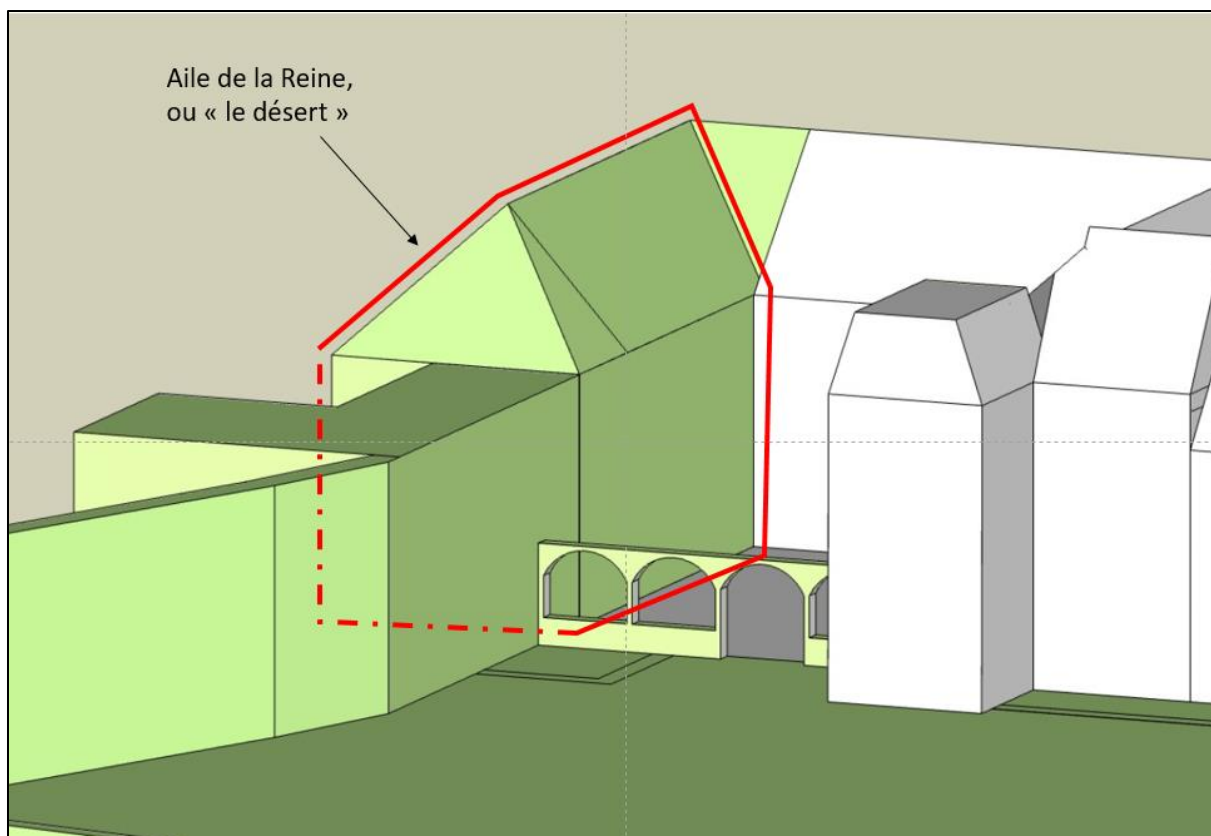 Aile de la Reine,
ou « le désert »